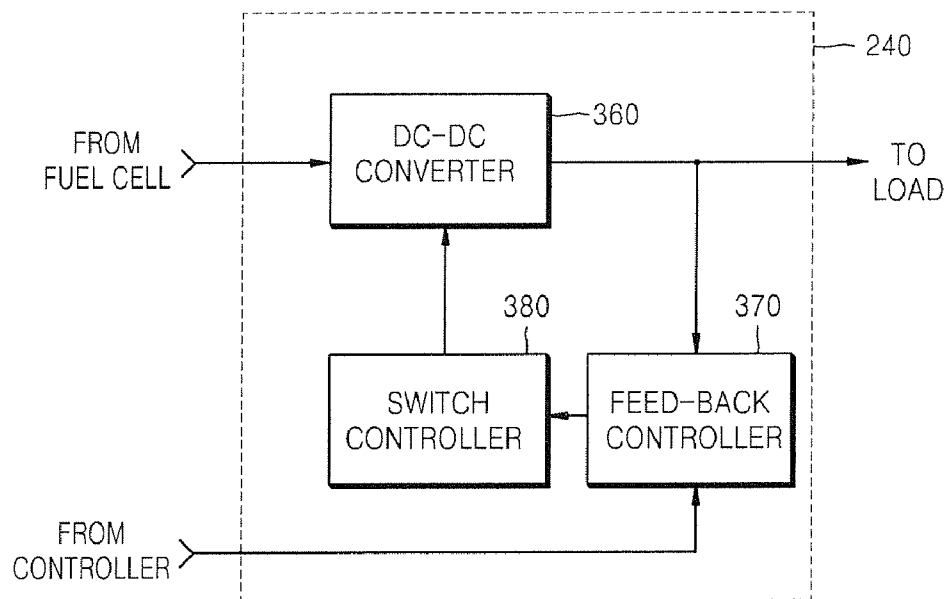 240
360
DC-DC
CONVERTER
FROM
FUEL CELL
TO
LOAD
380
370
SWITCH
CONTROLLER
FEED-BACK
CONTROLLER
FROM
CONTROLLER